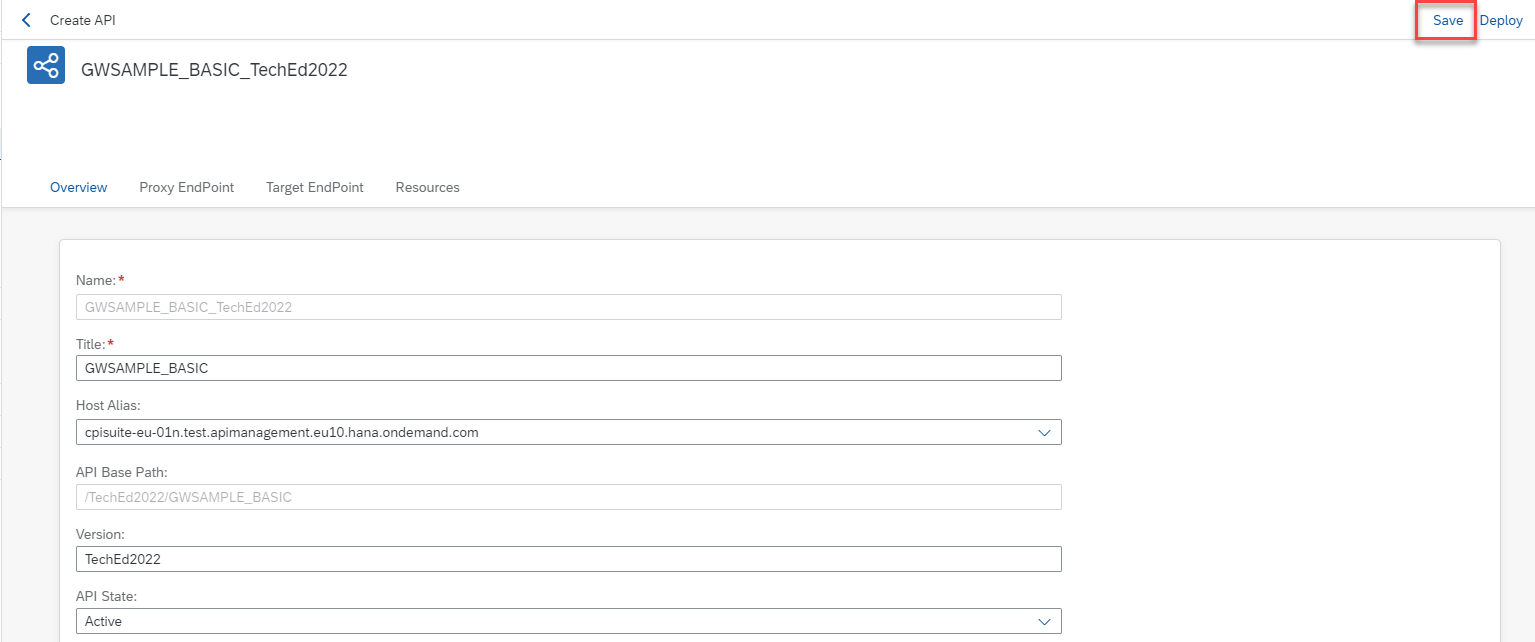 Create API
Save Deploy
GWSAMPLE_BASIC_TechEd2022
Overview Proxy EndPoint Target EndPoint Resources
Name:*
GWSAMPLE_BASIC_TechEd2022
Title:*
GWSAMPLE_BASIC
Host Alias:
cpisuite-eu-01n.test.apimanagement.eu10.hana.ondemand.com
API Base Path:
/TechEd2022/GWSAMPLE_BASIC
Version:
TechEd2022
API State:
Active